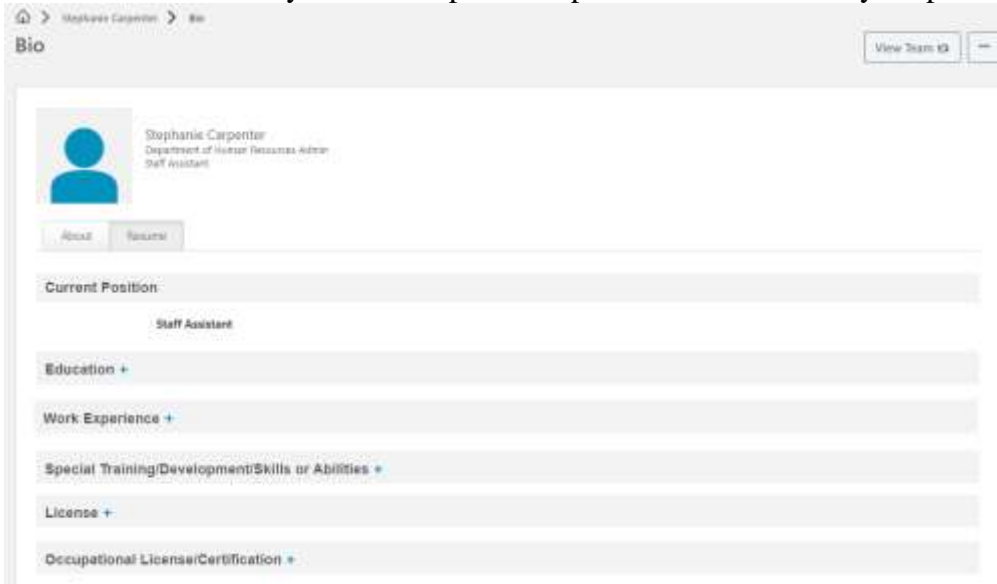 Stephanie Carpenter > Bio
Bio
View Team
Stephanie Carpenter
Department of Human Resources Admin
Staff Assistant
About Resume
Current Position
Staff Assistant
Education +
Work Experience +
Special Training/Development/Skills or Abilities +
License +
Occupational License/Certification +